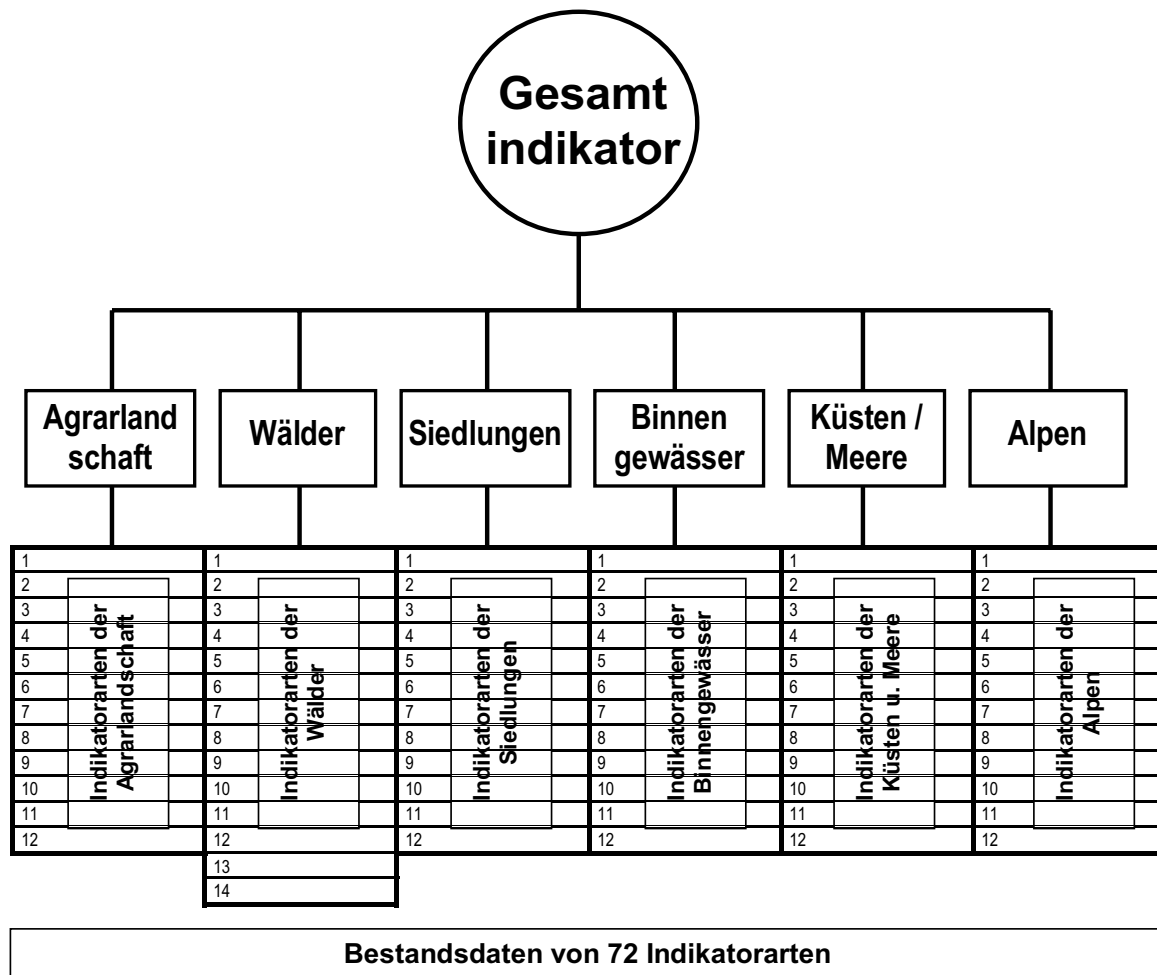 Gesamt
indikator
Agrarland
schaft
Wälder
Siedlungen
Binnen
gewässer
Küsten /
Meere
Alpen
1 1 1 1 1 1
2 2 2 2 2 2
3 3 3 3 3 3
4 4 4 4 4 4
5 5 5 5 5 5
6 6 6 6 6 6
7 7 7 7 7 7
8 8 8 8 8 8
9 9 9 9 9 9
10 10 10 10 10 10
11 11 11 11 11 11
12 12 12 12 12 12
13
14
Indikatorarten der
Agrarlandschaft
Indikatorarten der
Wälder
Indikatorarten der
Siedlungen
Indikatorarten der
Binnengewässer
Indikatorarten der
Küsten u. Meere
Indikatorarten der
Alpen
Bestandsdaten von 72 Indikatorarten